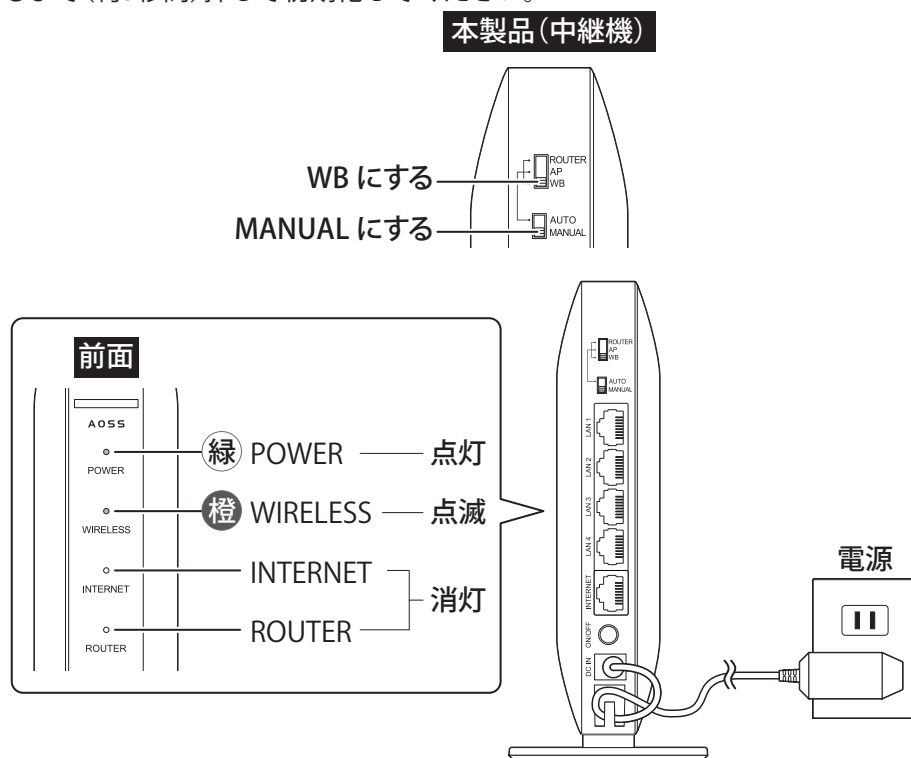 本製品（中継機）
ROUTER
AP
WB
WB にする
AUTO
MANUAL
MANUAL にする
前面
AOSS
POWER
WIRELESS
INTERNET
ROUTER
緑 POWER 点灯
橙 WIRELESS 点滅
INTERNET
ROUTER
消灯
ROUTER
AP
WB
AUTO
MANUAL
LAN 1
LAN 2
LAN 3
LAN 4
INTERNET
ON/OFF
DC IN
電源